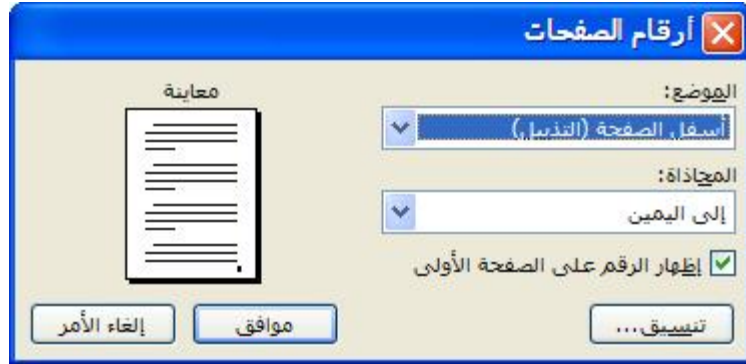 أرقام الصفحات
الموضع:
أسفل الصفحة (التذييل)
المحاذاة:
إلى اليمين
إظهار الرقم على الصفحة الأولى
معاينة
تنسيق...
موافق
إلغاء الأمر